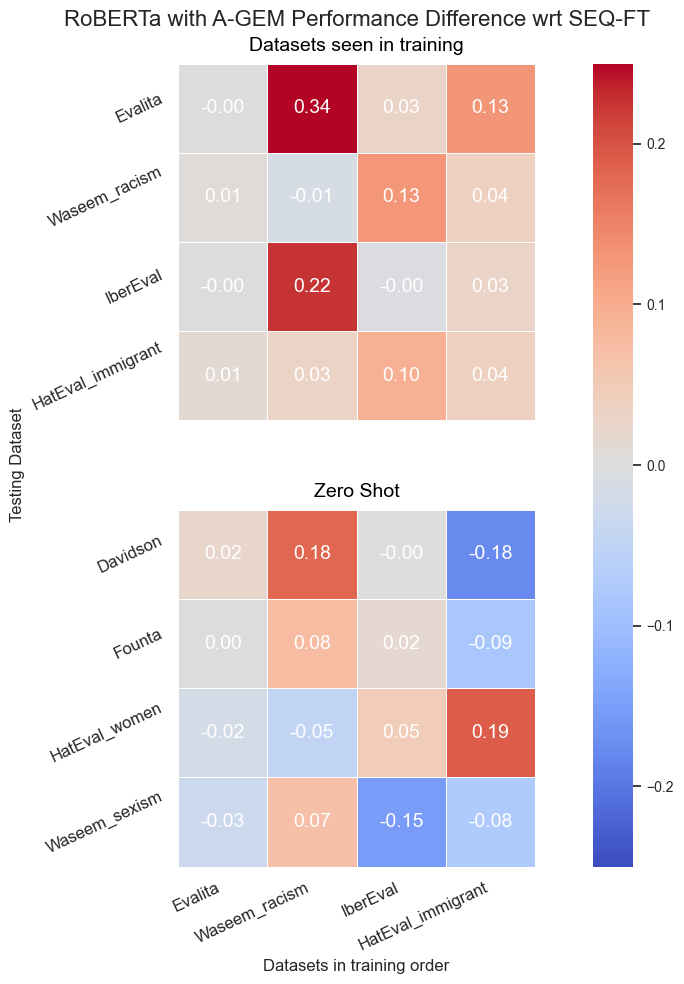 RoBERTa with A-GEM Performance Difference wrt SEQ-FT
Datasets seen in training
Evalita -0.00 0.34 0.03 0.13
Waseem_racism 0.01 -0.01 0.13 0.04
IberEval -0.00 0.22 -0.00 0.03
HatEval_immigrant 0.01 0.03 0.10 0.04
Zero Shot
Davidson 0.02 0.18 -0.00 -0.18
Founta 0.00 0.08 0.02 -0.09
HatEval_women -0.02 -0.05 0.05 0.19
Waseem_sexism -0.03 0.07 -0.15 -0.08
Evalita Waseem_racism IberEval HatEval_immigrant
Datasets in training order
Testing Dataset
0.2
0.1
0.0
−0.1
−0.2